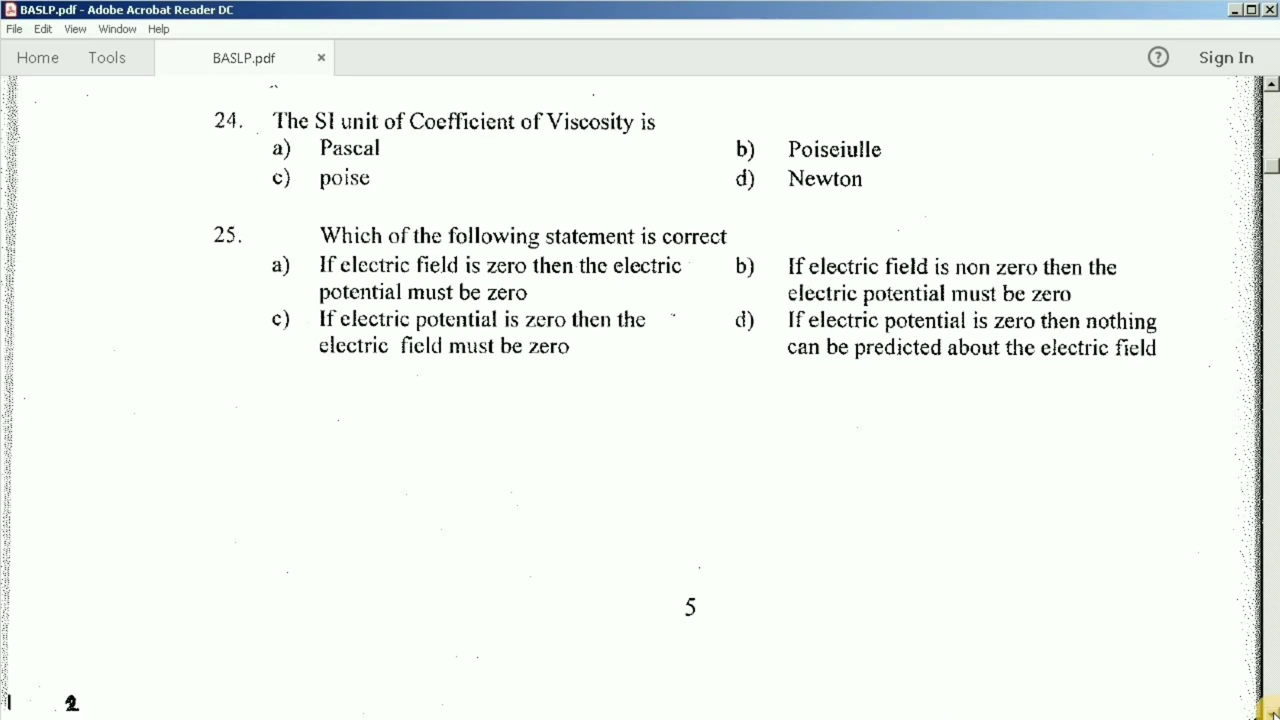 BASLP.pdf - Adobe Acrobat Reader DC
File Edit View Window Help
Home Tools BASLP.pdf × ? Sign In
24. The SI unit of Coefficient of Viscosity is
a) Pascal b) Poiseiulle
c) poise d) Newton
25. Which of the following statement is correct
a) If electric field is zero then the electric b) If electric field is non zero then the
potential must be zero electric potential must be zero
c) If electric potential is zero then the d) If electric potential is zero then nothing
electric field must be zero can be predicted about the electric field
5
2